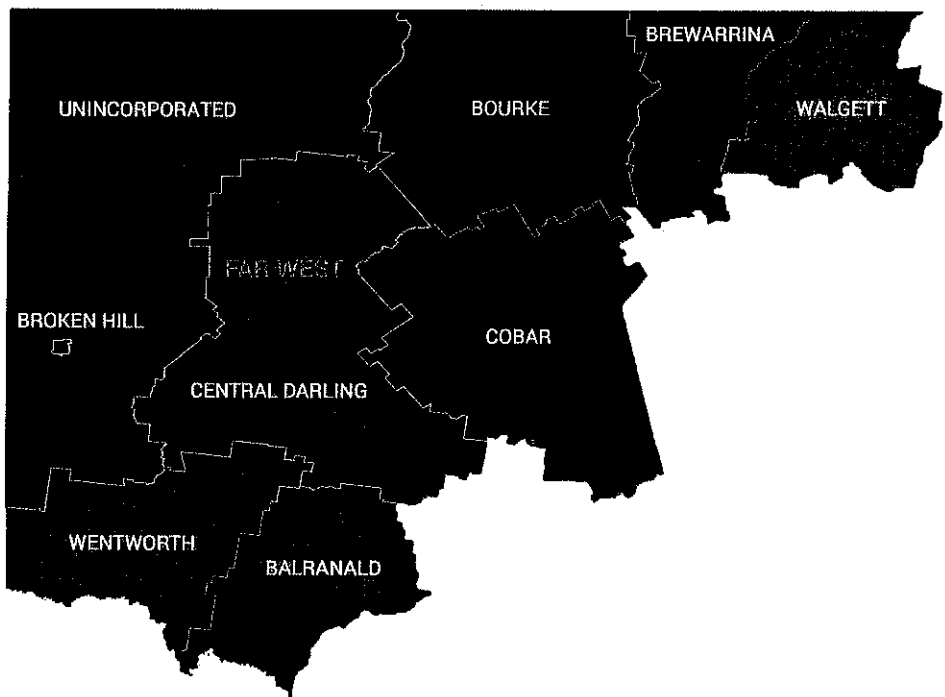 BREWARRINA
UNINCORPORATED
BOURKE
WALGETT
FAR WEST
BROKEN HILL
COBAR
CENTRAL DARLING
WENTWORTH
BALRANALD